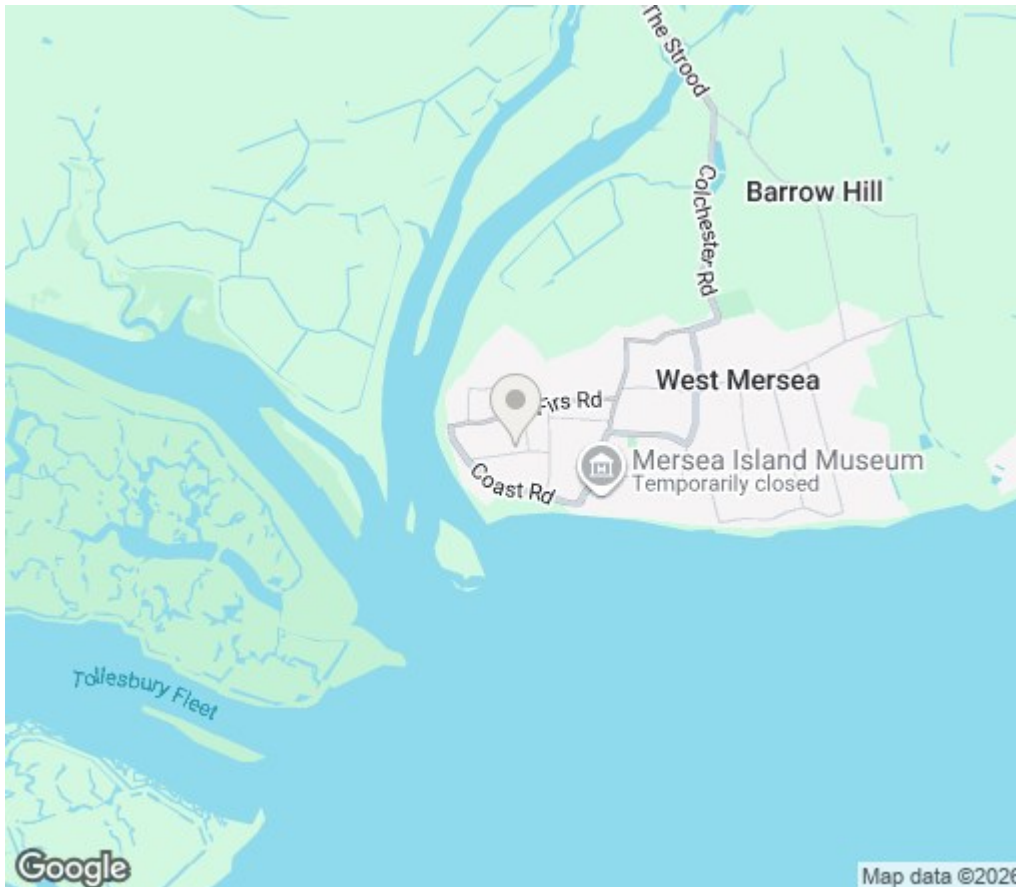 The Strood
Barrow Hill
Colchester Rd
West Mersea
Firs Rd
Mersea Island Museum
Temporarily closed
Coast Rd
Tollesbury Fleet
Google
Map data ©2026